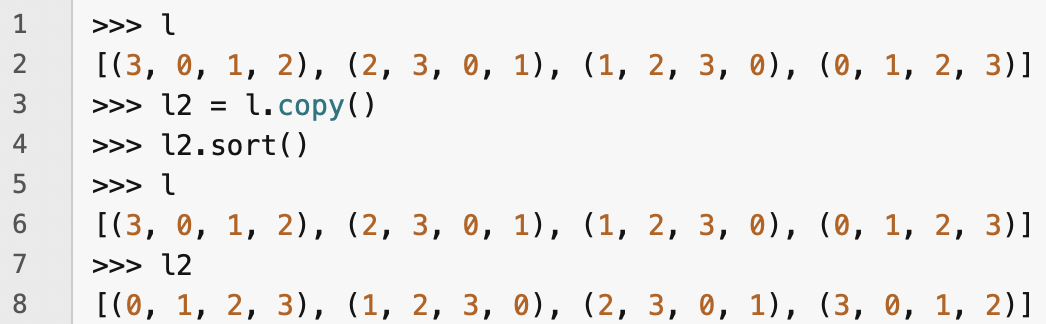 1 >>> l
2 [(3, 0, 1, 2), (2, 3, 0, 1), (1, 2, 3, 0), (0, 1, 2, 3)]
3 >>> l2 = l.copy()
4 >>> l2.sort()
5 >>> l
6 [(3, 0, 1, 2), (2, 3, 0, 1), (1, 2, 3, 0), (0, 1, 2, 3)]
7 >>> l2
8 [(0, 1, 2, 3), (1, 2, 3, 0), (2, 3, 0, 1), (3, 0, 1, 2)]